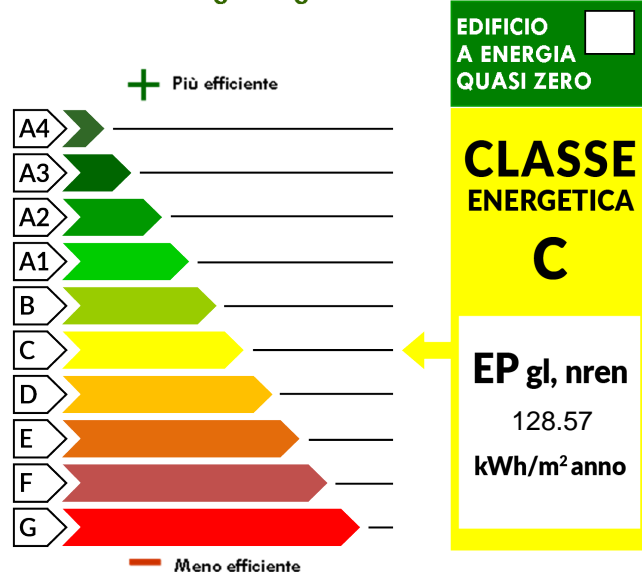 EDIFICIO
A ENERGIA
QUASI ZERO
Più efficiente
A4
A3
A2
A1
B
C
D
E
F
G
Meno efficiente
CLASSE
ENERGETICA
C
EP gl, nren
128.57
kWh/m² anno